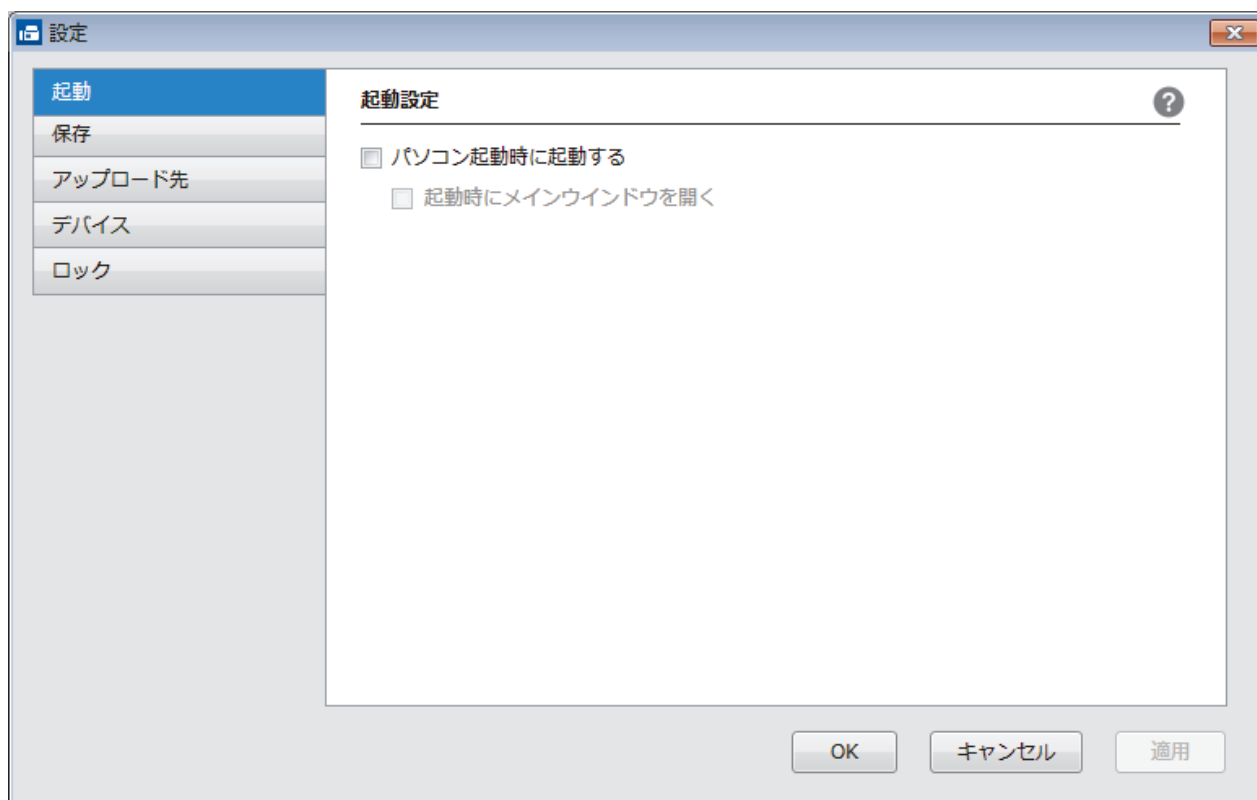 設定
起動
保存
アップロード先
デバイス
ロック
起動設定
?
パソコン起動時に起動する
起動時にメインウインドウを開く
OK
キャンセル
適用